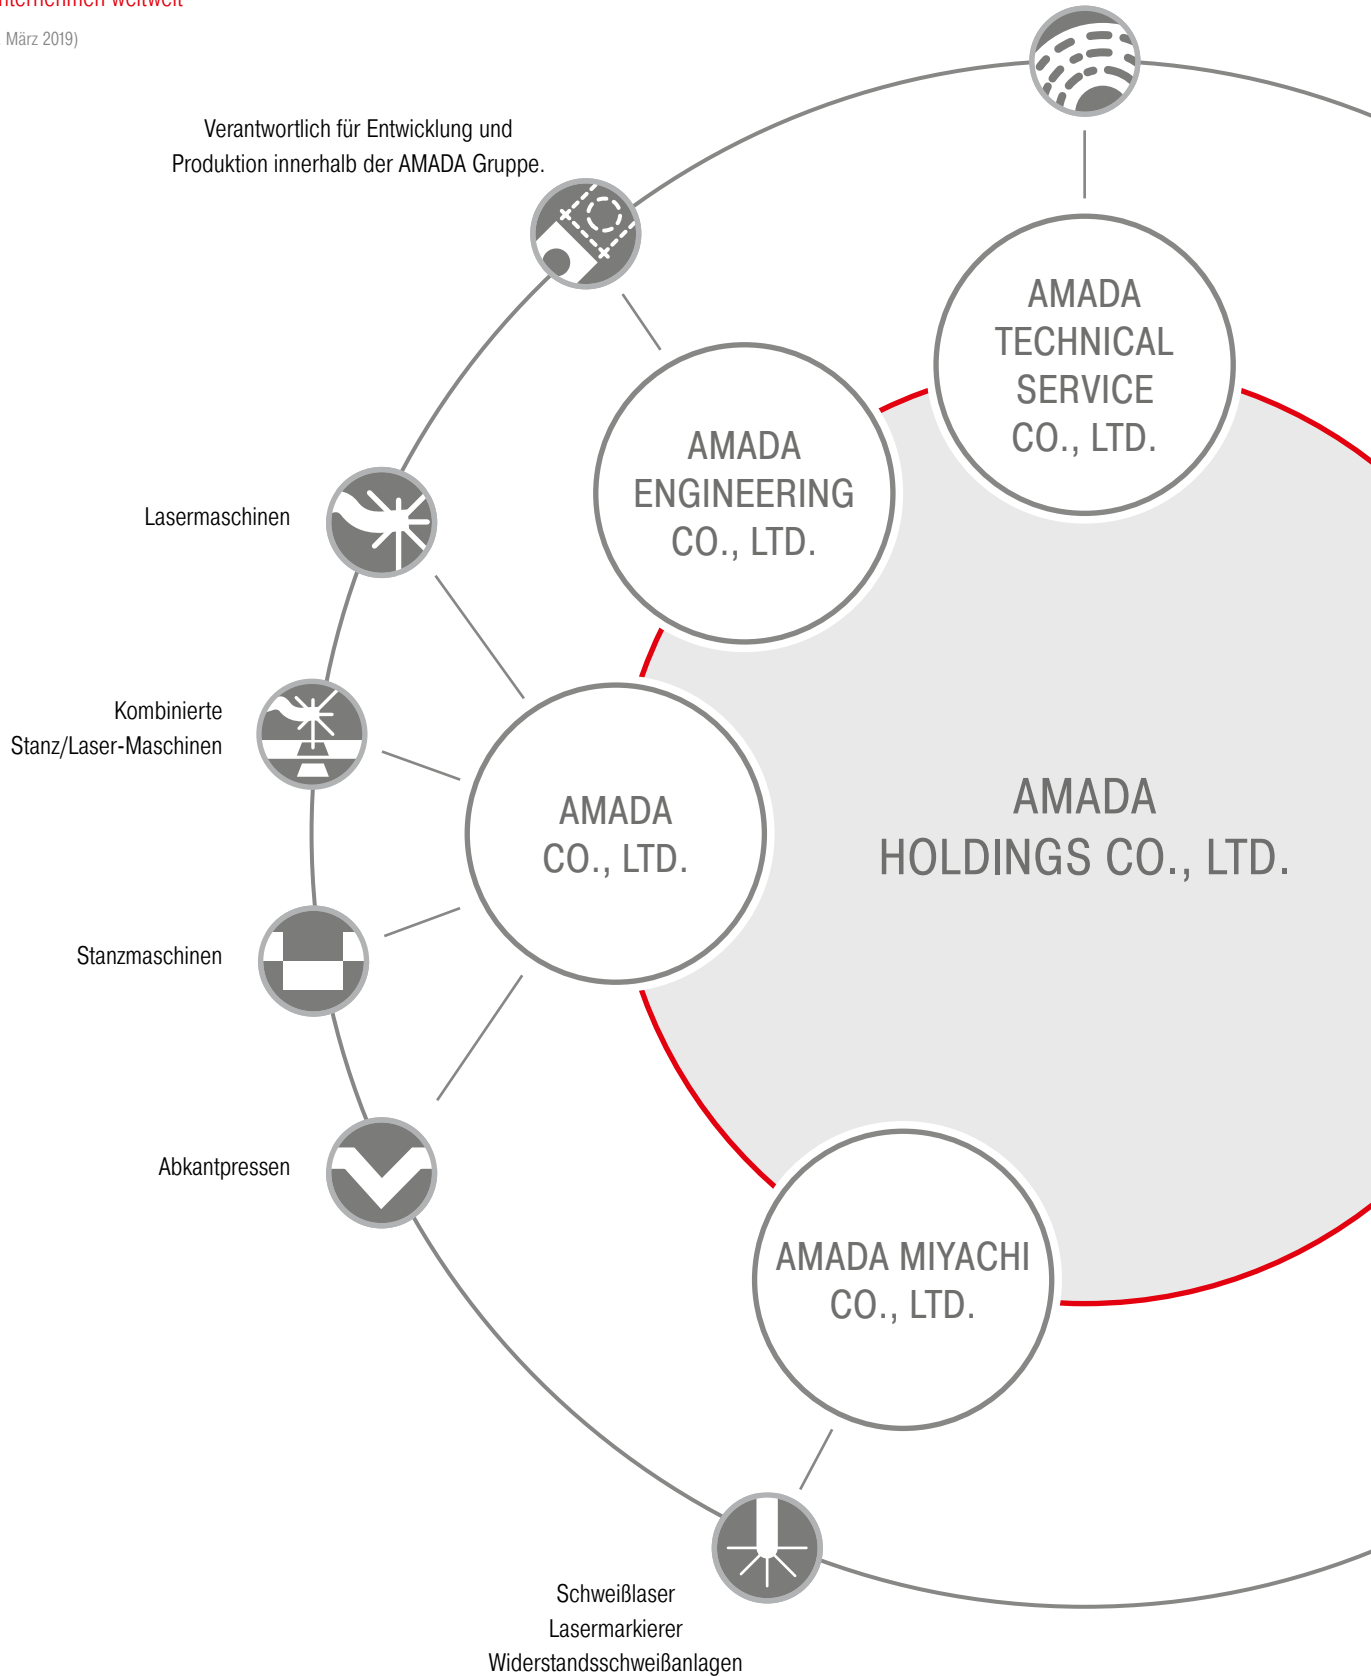 weltweit
März 2019)
Verantwortlich für Entwicklung und
Produktion innerhalb der AMADA Gruppe.
AMADA
TECHNICAL
SERVICE
CO., LTD.
AMADA
ENGINEERING
CO., LTD.
Lasermaschinen
Kombinierte
Stanz/Laser-Maschinen
AMADA
CO., LTD.
AMADA
HOLDINGS CO., LTD.
Stanzmaschinen
Abkantpressen
AMADA MIYACHI
CO., LTD.
Schweißlaser
Lasermarkierer
Widerstandsschweißanlagen